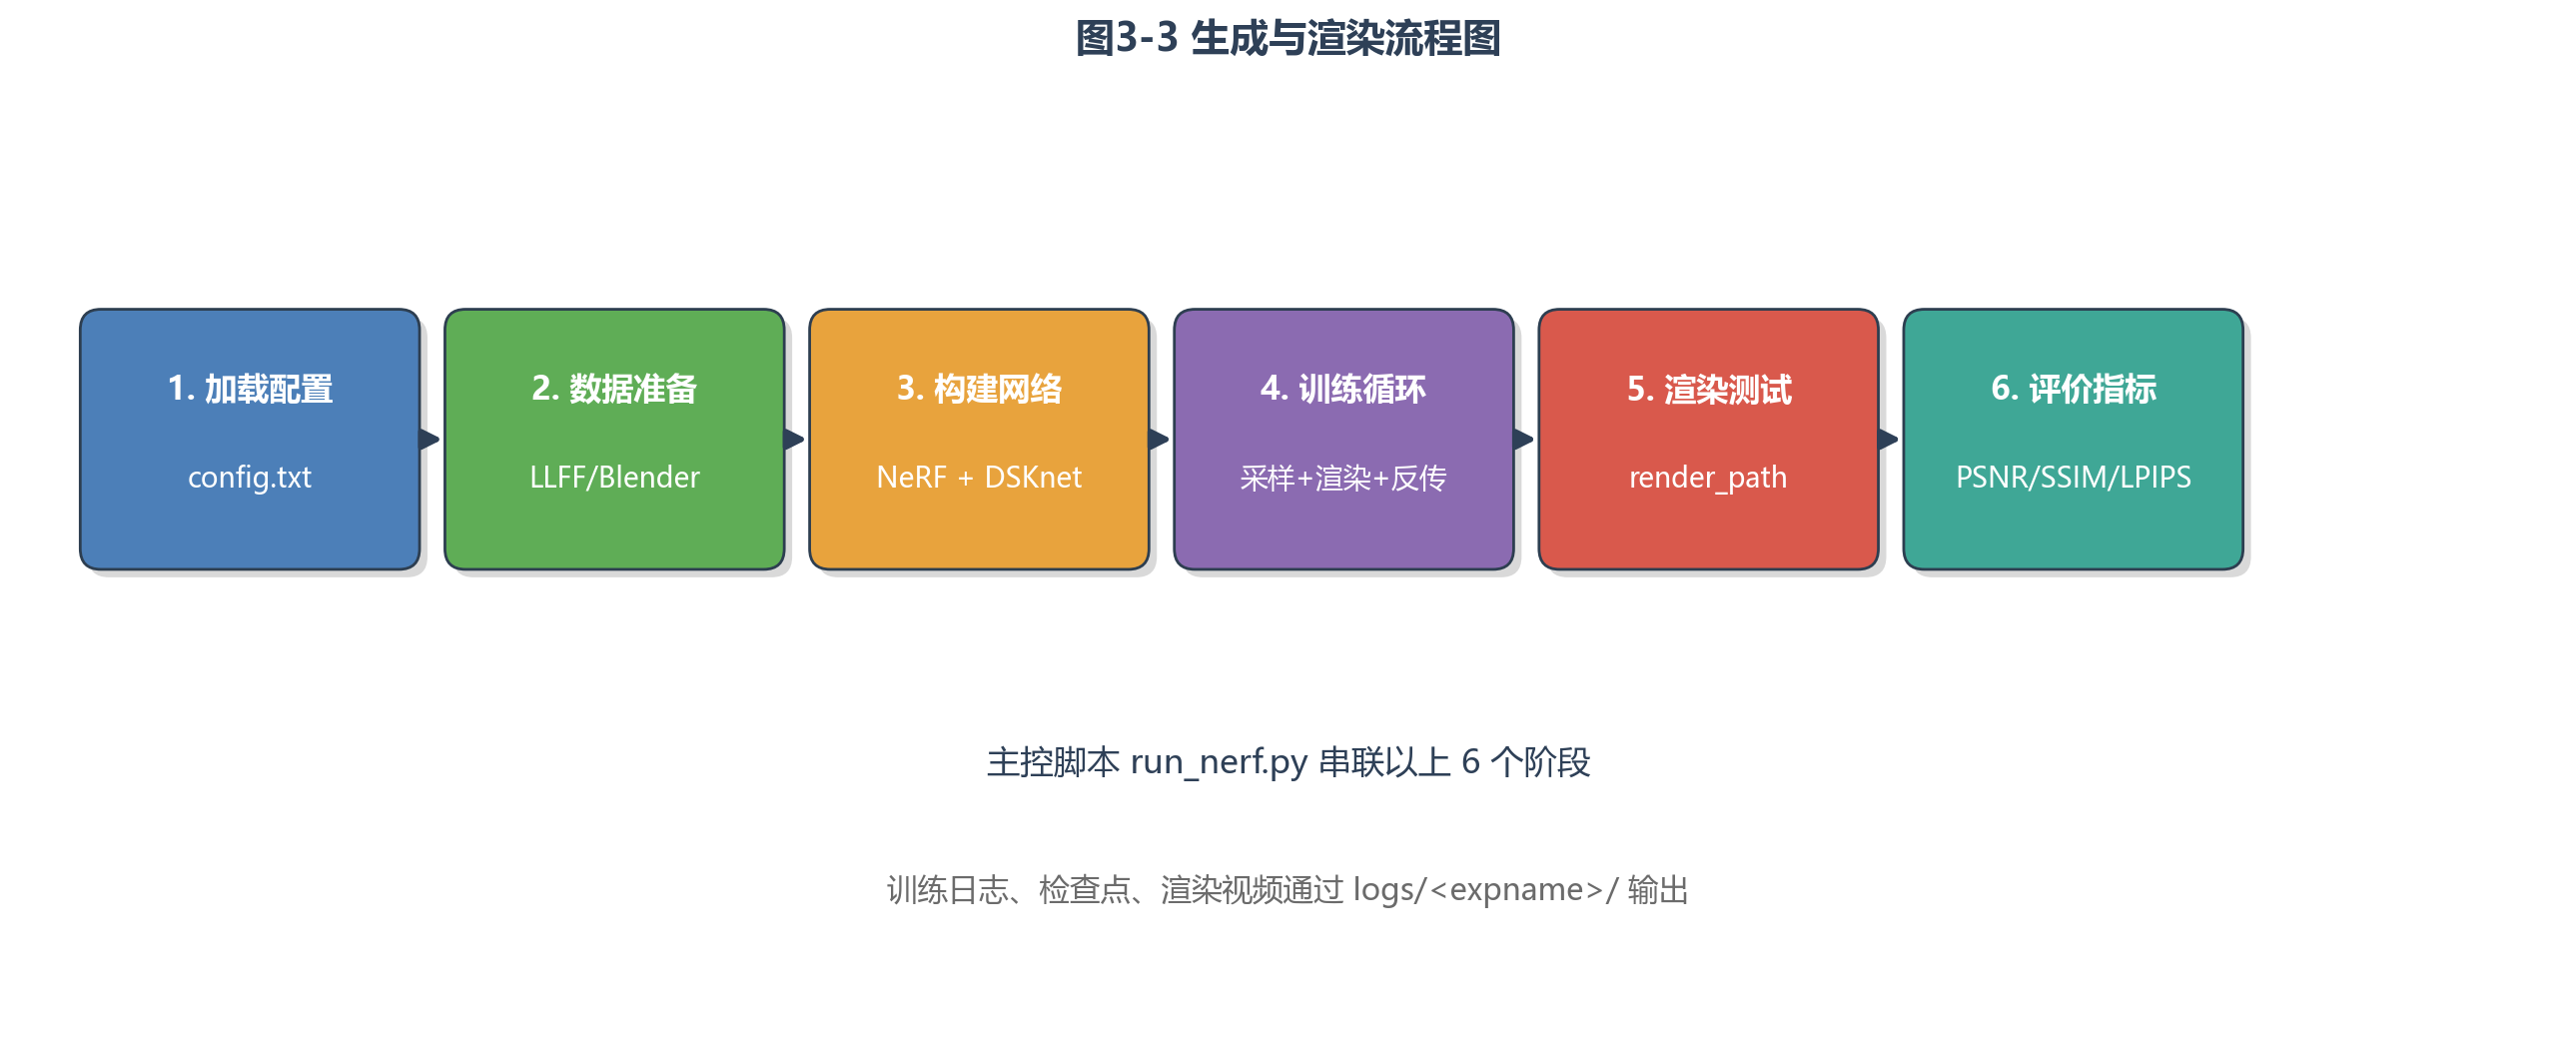 图3-3 生成与渲染流程图
1. 加载配置
config.txt
2. 数据准备
LLFF/Blender
3. 构建网络
NeRF + DSKnet
4. 训练循环
采样+渲染+反传
5. 渲染测试
render_path
6. 评价指标
PSNR/SSIM/LPIPS
主控脚本 run_nerf.py 串联以上 6 个阶段
训练日志、检查点、渲染视频通过 logs/<expname>/ 输出